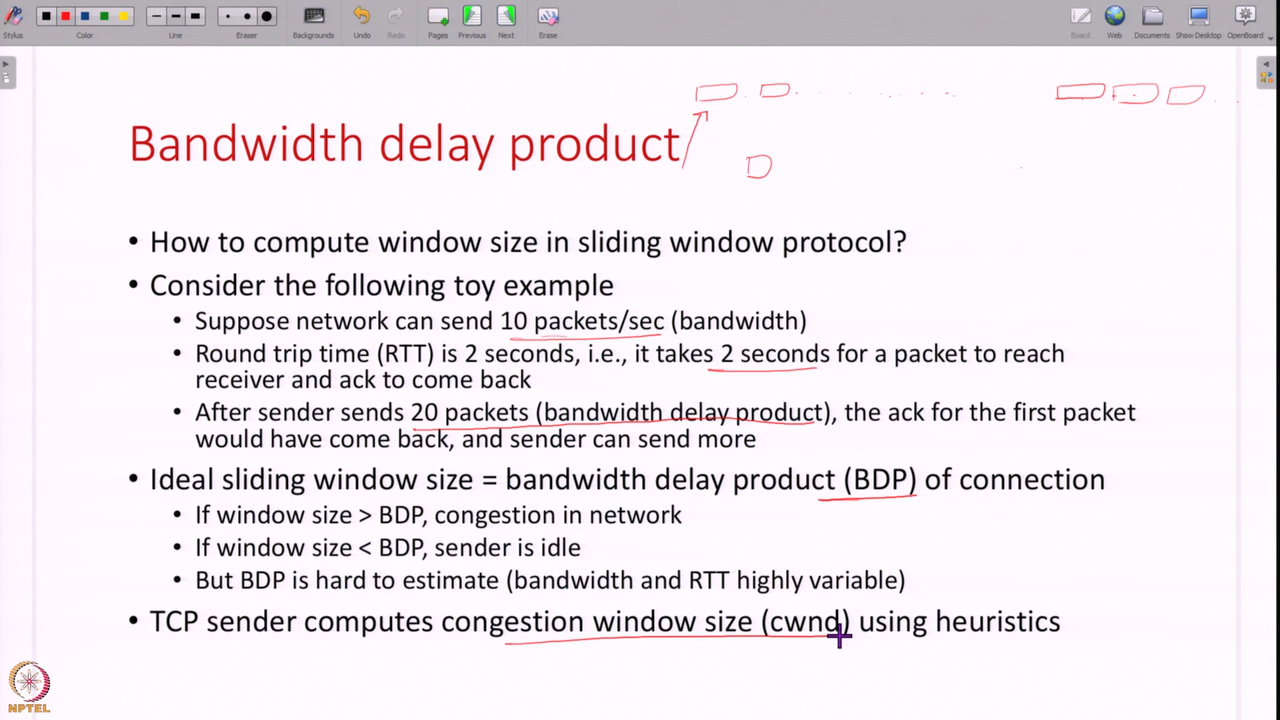 Stylus
Color
Line
Eraser
Backgrounds
Undo
Redo
Pages
Previous
Next
Erase
Board
Web
Documents
Show Desktop
OpenBoard
Bandwidth delay product
• How to compute window size in sliding window protocol?
• Consider the following toy example
• Suppose network can send 10 packets/sec (bandwidth)
• Round trip time (RTT) is 2 seconds, i.e., it takes 2 seconds for a packet to reach
receiver and ack to come back
• After sender sends 20 packets (bandwidth delay product), the ack for the first packet
would have come back, and sender can send more
• Ideal sliding window size = bandwidth delay product (BDP) of connection
• If window size > BDP, congestion in network
• If window size < BDP, sender is idle
• But BDP is hard to estimate (bandwidth and RTT highly variable)
• TCP sender computes congestion window size (cwnd) using heuristics
NPTEL